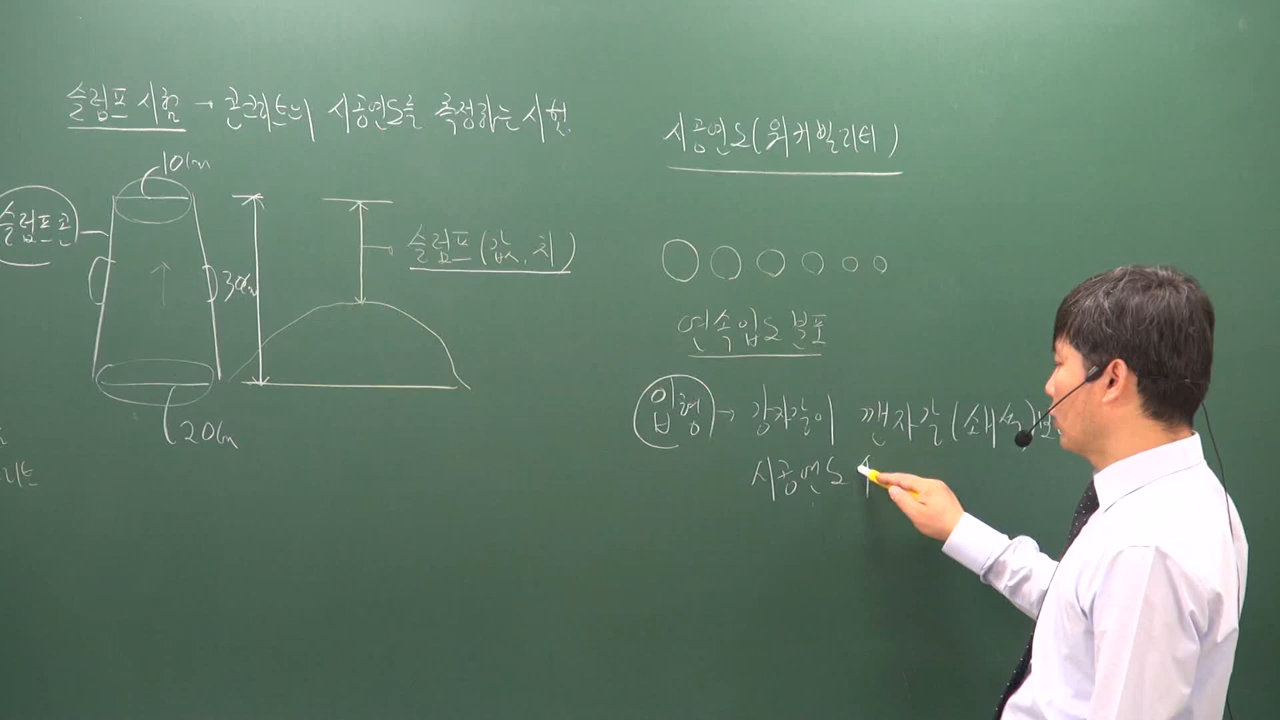 슬럼프 시험 → 콘크리트의 시공연도를 측정하는 시험.
10cm
슬럼프콘
30cm
20cm
슬럼프 (값, 치)
시공연도 (워커빌리티)
연속입도 분포
입형 → 강자갈이 깬자갈 (쇄석)보
시공연도 ↑